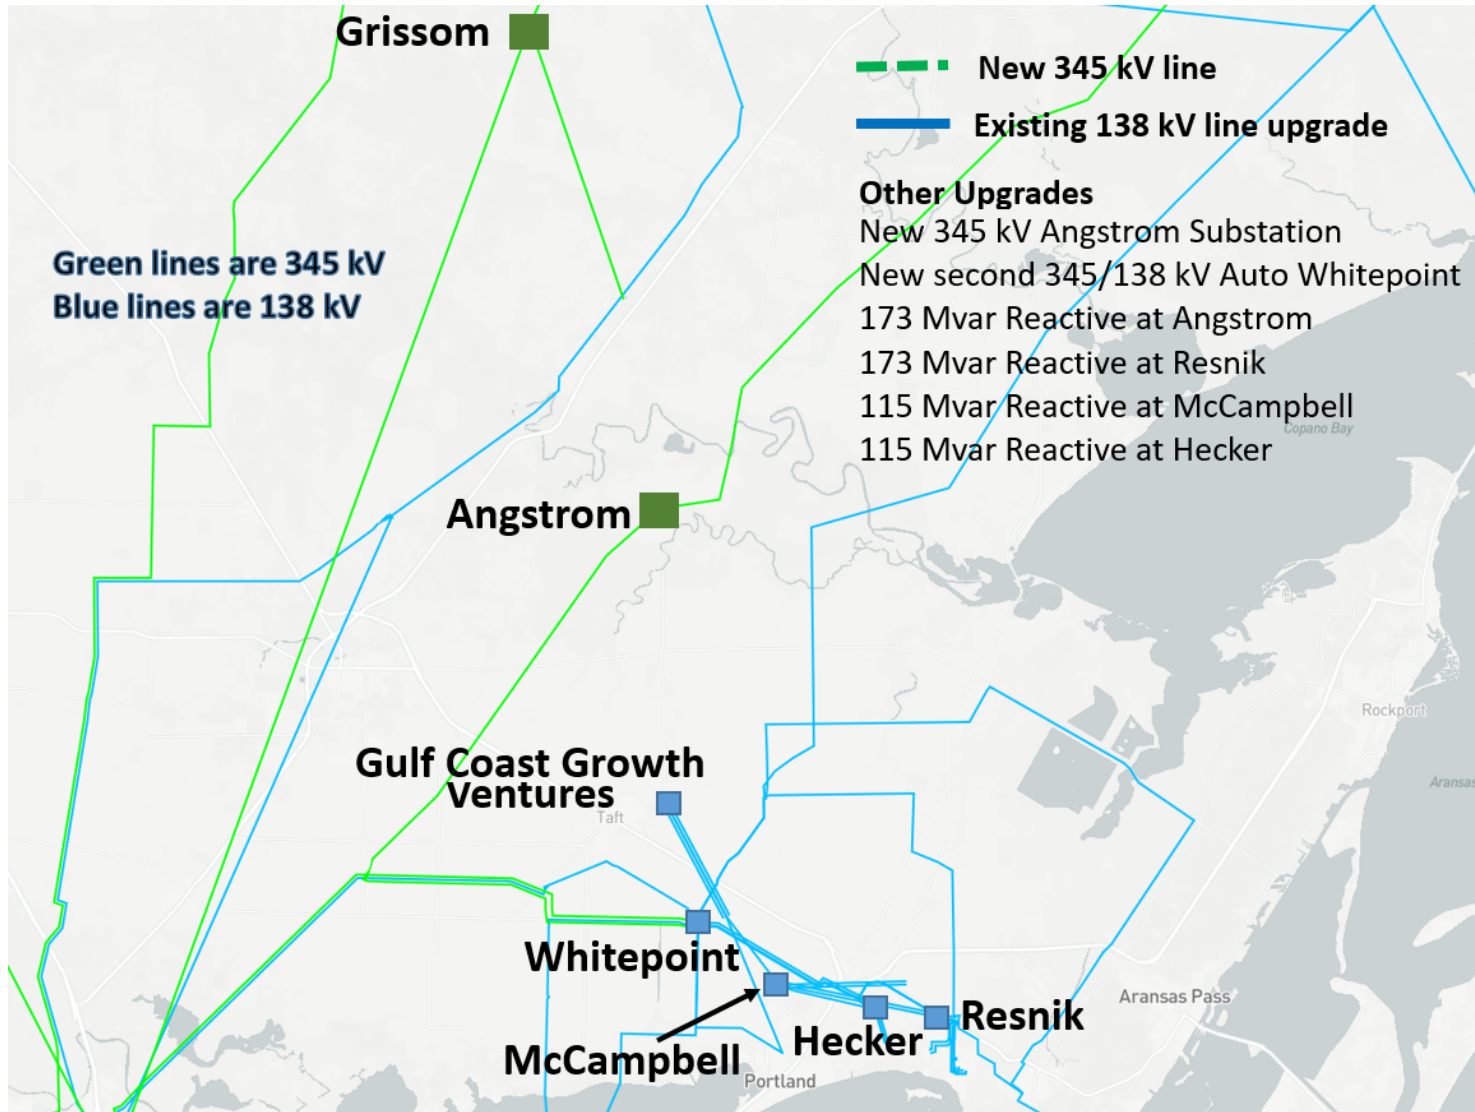 Grissom
New 345 kV line
Existing 138 kV line upgrade
Other Upgrades
New 345 kV Angstrom Substation
New second 345/138 kV Auto Whitepoint
173 Mvar Reactive at Angstrom
173 Mvar Reactive at Resnik
115 Mvar Reactive at McCampbell
115 Mvar Reactive at Hecker
Green lines are 345 kV
Blue lines are 138 kV
Copano Bay
Angstrom
Rockport
Gulf Coast Growth
Ventures
Taft
Aransas
Whitepoint
Aransas Pass
Resnik
Hecker
McCampbell
Portland